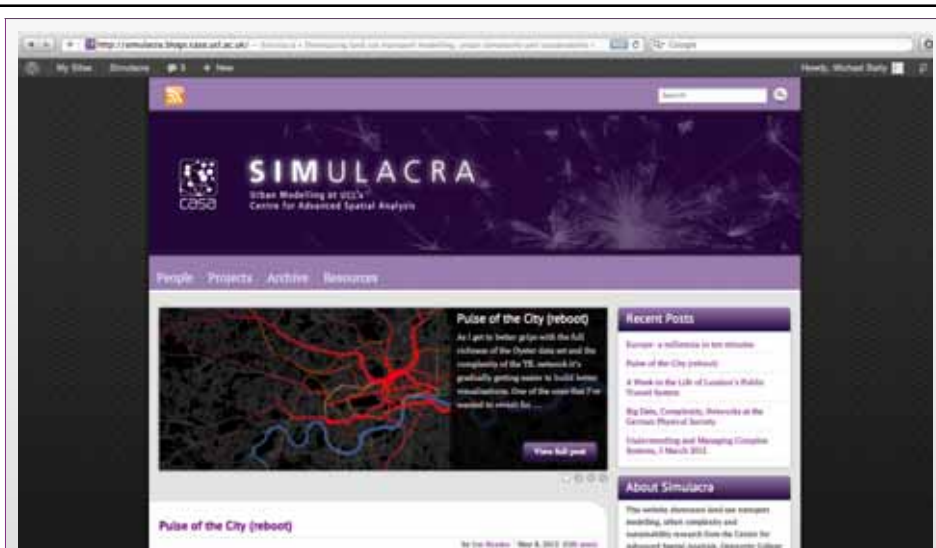 http://simulacra.blogs.casa.ucl.ac.uk/
Google
My Sites Simulacra 3 + New
Howdy, Michael Batty
Search
casa
SIMULACRA
Urban Modelling at UCL's
Centre for Advanced Spatial Analysis
People Projects Archive Resources
Pulse of the City (reboot)
As I get to better grips with the full
richness of the Oyster data set and the
complexity of the TfL network it's
gradually getting easier to build better
visualisations. One of the ones that I've
wanted to revisit for ...
View full post
Recent Posts
Europe: a millennia in ten minutes
Pulse of the City (reboot)
A Week in the Life of London's Public
Transit System
Big Data, Complexity, Networks at the
German Physical Society
Understanding and Managing Complex
Systems, 5 March 2012
About Simulacra
This website showcases land use transport
modelling, urban complexity and
sustainability research from the Centre for
Advanced Spatial Analysis, University College
Pulse of the City (reboot)
by Jon Reades